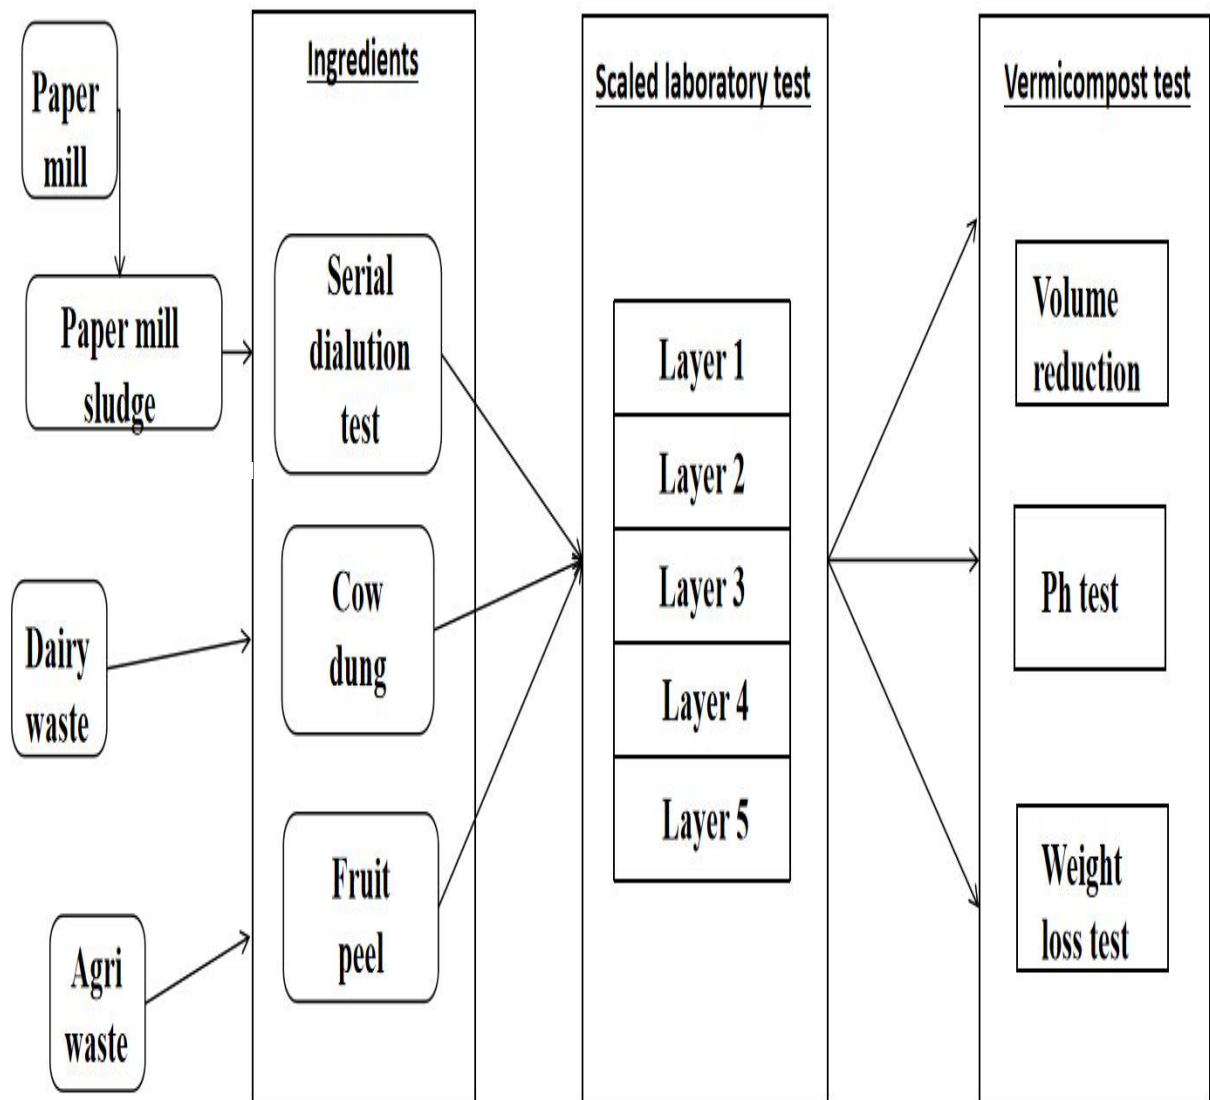 Paper
mill
Paper mill
sludge
Dairy
waste
Agri
waste
Ingredients
Serial
dialution
test
Cow
dung
Fruit
peel
Scaled laboratory test
Layer 1
Layer 2
Layer 3
Layer 4
Layer 5
Vermicompost test
Volume
reduction
Ph test
Weight
loss test